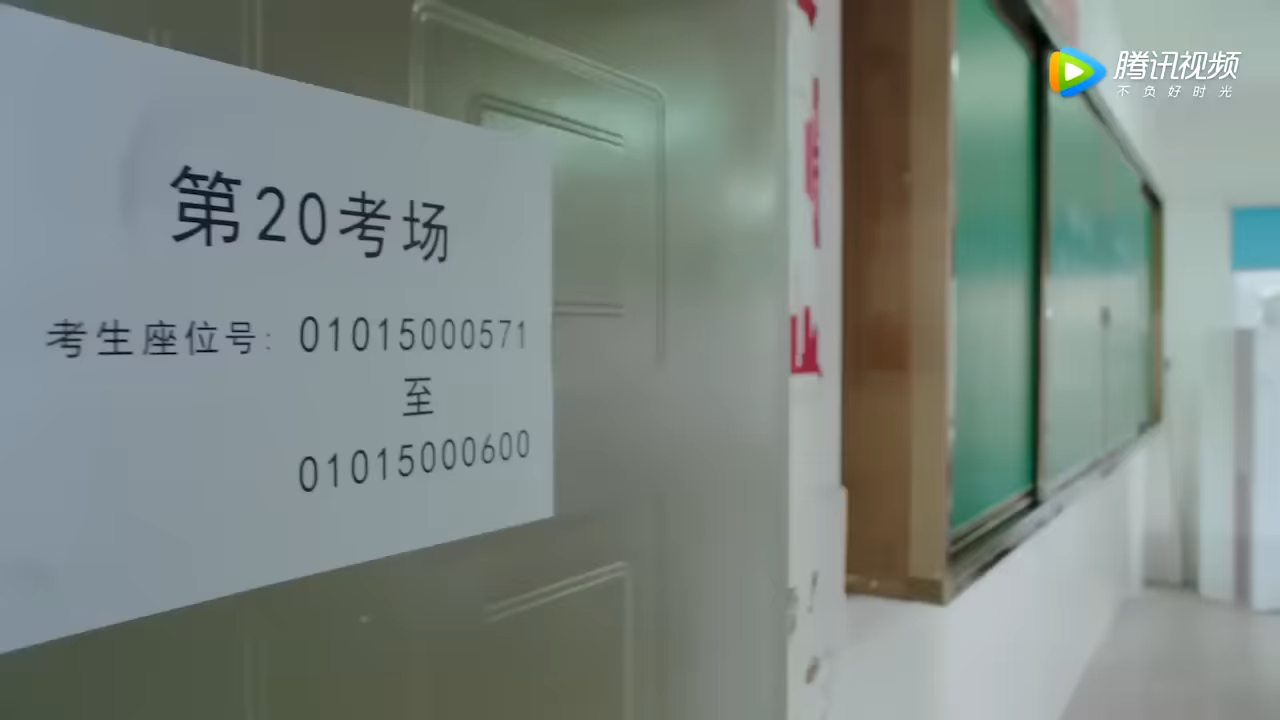 腾讯视频
不负好时光
第20考场
考生座位号: 01015000571
至
01015000600